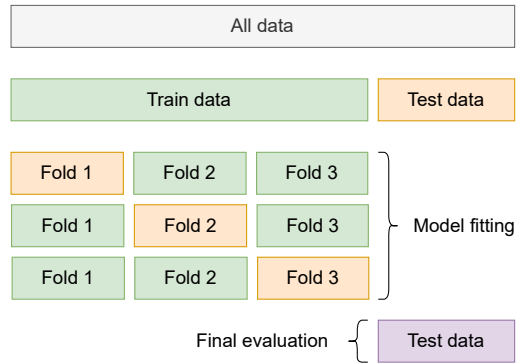 All data
Train data
Test data
Fold 1
Fold 2
Fold 3
Fold 1
Fold 2
Fold 3
Fold 1
Fold 2
Fold 3
Model fitting
Final evaluation
Test data